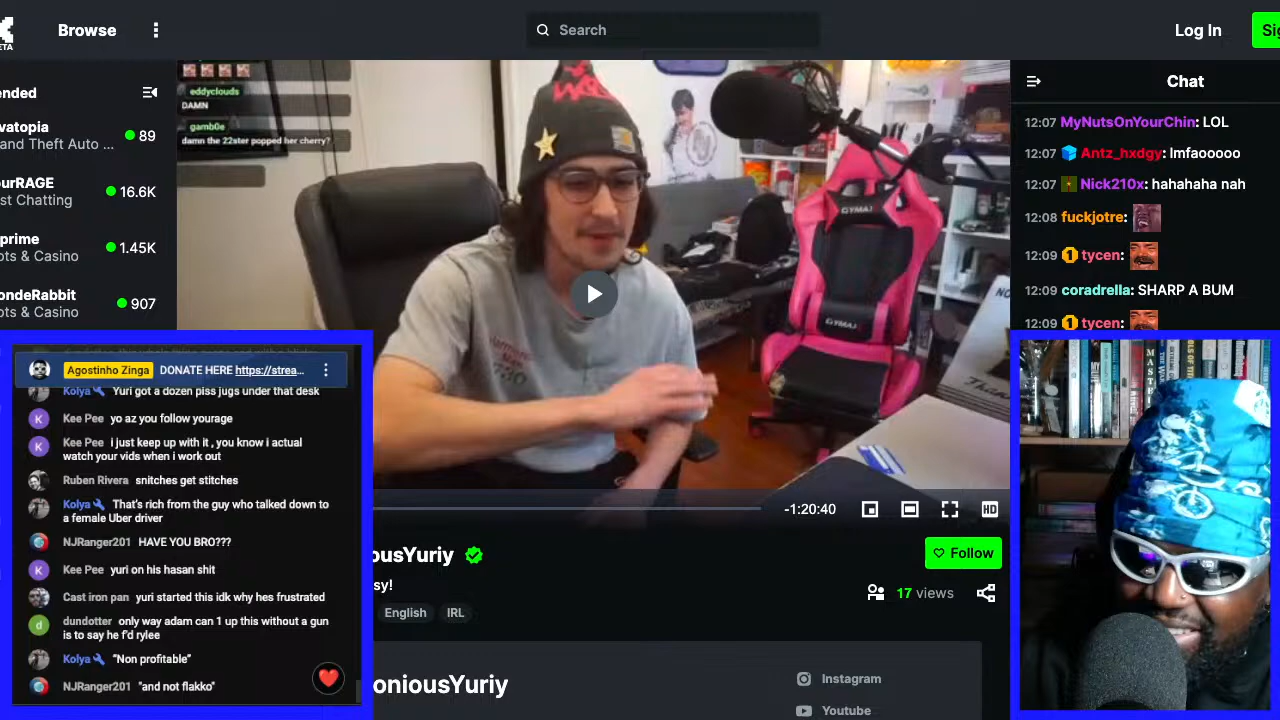 Browse
Search
Log In
Sig
ETA
ended
vatopia
and Theft Auto ...
89
ourRAGE
st Chatting
16.6K
prime
ots & Casino
1.45K
ondeRabbit
ots & Casino
907
eddyclouds
DAMN
gamb0e
damn the 22ster popped her cherry?
GYMAX
GYMAX
-1:20:40
HD
Chat
12:07 MyNutsOnYourChin: LOL
12:07 Antz_hxdgy: lmfaooooo
12:07 Nick210x: hahahaha nah
12:08 fuckjotre:
12:09 1 tycen:
12:09 coradrella: SHARP A BUM
12:09 1 tycen:
Agostinho Zinga DONATE HERE https://strea...
Kolya Yuri got a dozen piss jugs under that desk
K Kee Pee yo az you follow yourage
K Kee Pee i just keep up with it , you know i actual
watch your vids when i work out
Ruben Rivera snitches get stitches
Kolya That's rich from the guy who talked down to
a female Uber driver
NJRanger201 HAVE YOU BRO???
K Kee Pee yuri on his hasan shit
Cast iron pan yuri started this idk why hes frustrated
d dundotter only way adam can 1 up this without a gun
is to say he f'd rylee
Kolya "Non profitable"
NJRanger201 "and not flakko"
ousYuriy
Follow
sy!
17 views
English
IRL
oniousYuriy
Instagram
Youtube
MASTER